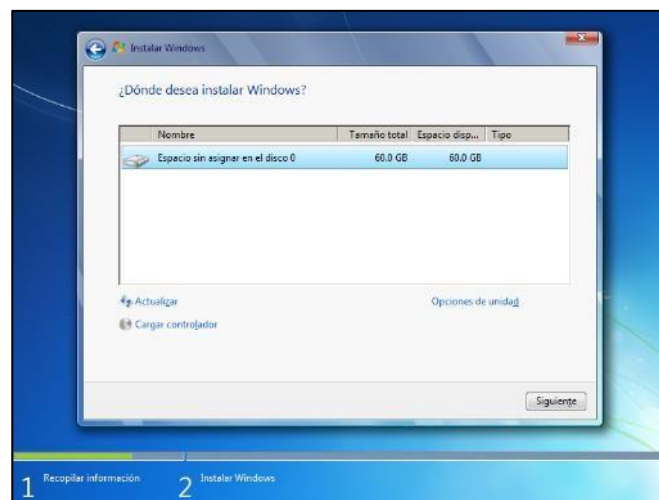 Instalar Windows
¿Dónde desea instalar Windows?
Nombre Tamaño total Espacio disp... Tipo
Espacio sin asignar en el disco 0 60.0 GB 60.0 GB
Actualizar Opciones de unidad
Cargar controlador
Siguiente
1 Recopilar información 2 Instalar Windows